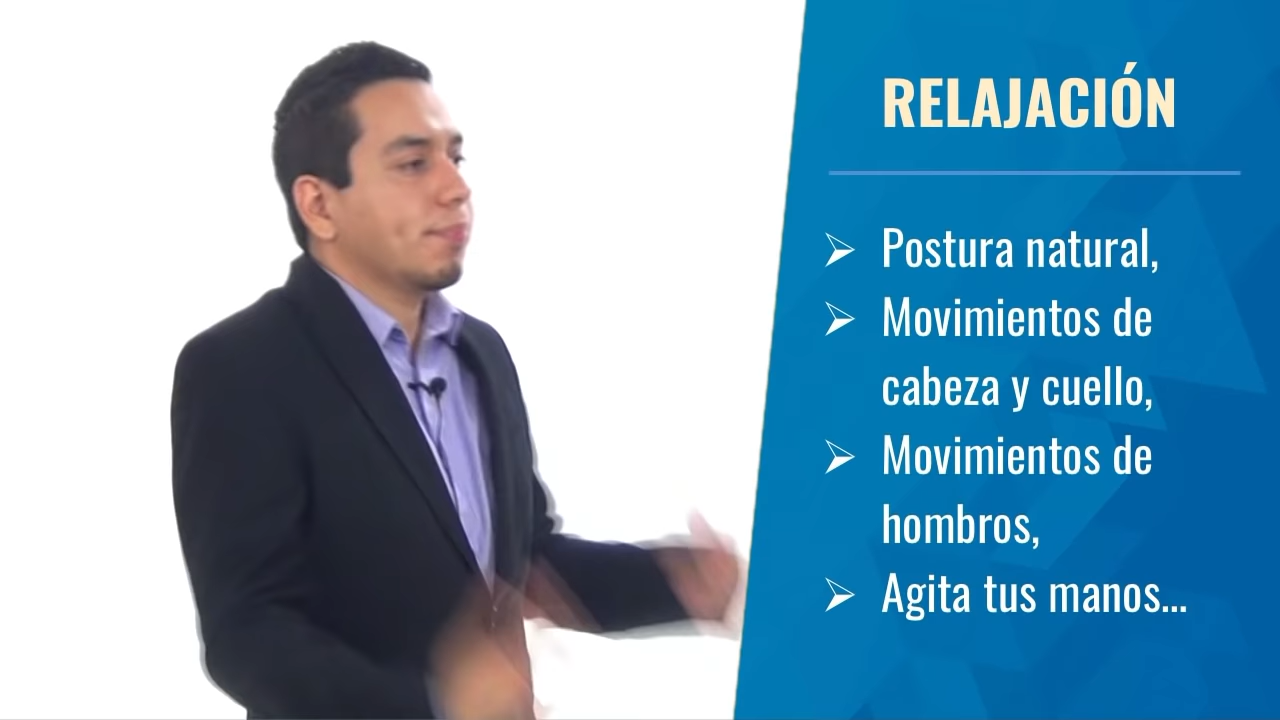 RELAJACIÓN
➢ Postura natural,
➢ Movimientos de
cabeza y cuello,
➢ Movimientos de
hombros,
➢ Agita tus manos...